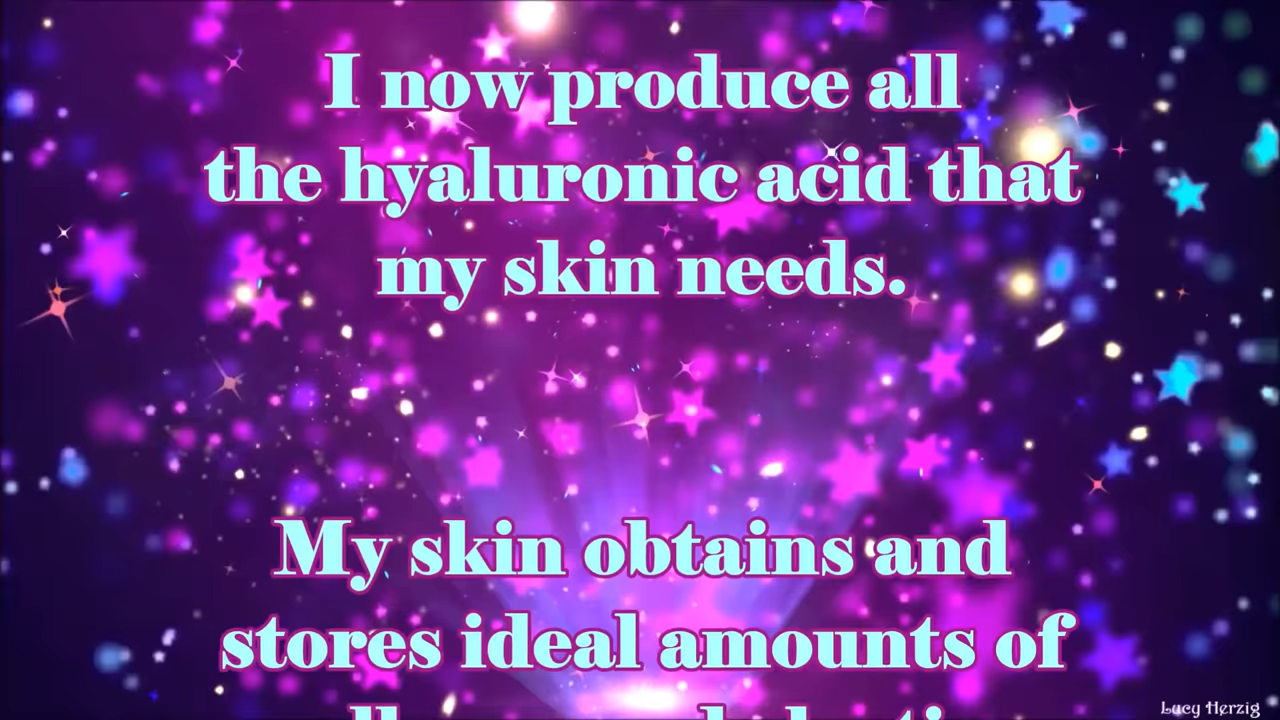 I now produce all
the hyaluronic acid that
my skin needs.
My skin obtains and
stores ideal amounts of
Lucy Herzig